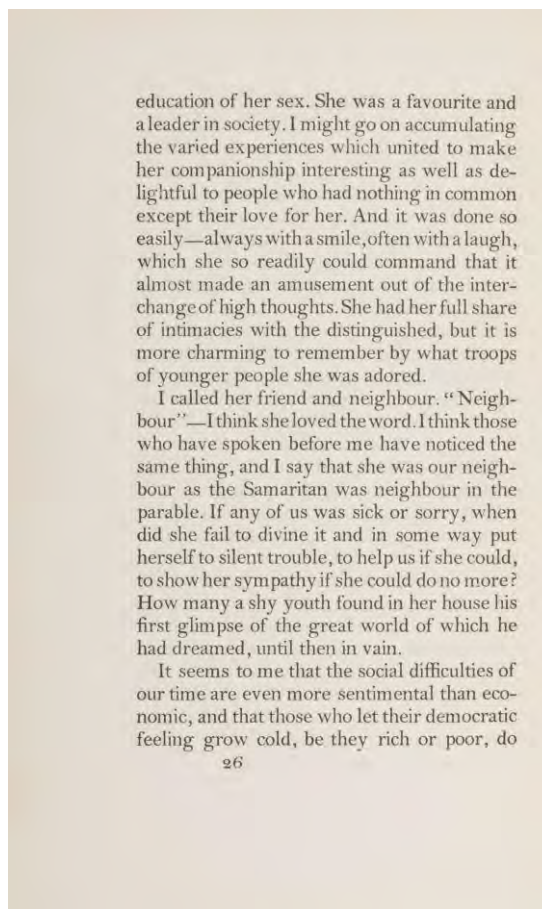 education of her sex. She was a favourite and
a leader in society. I might go on accumulating
the varied experiences which united to make
her companionship interesting as well as de-
lightful to people who had nothing in common
except their love for her. And it was done so
easily—always with a smile, often with a laugh,
which she so readily could command that it
almost made an amusement out of the inter-
change of high thoughts. She had her full share
of intimacies with the distinguished, but it is
more charming to remember by what troops
of younger people she was adored.
I called her friend and neighbour. “Neigh-
bour”—I think she loved the word. I think those
who have spoken before me have noticed the
same thing, and I say that she was our neigh-
bour as the Samaritan was neighbour in the
parable. If any of us was sick or sorry, when
did she fail to divine it and in some way put
herself to silent trouble, to help us if she could,
to show her sympathy if she could do no more?
How many a shy youth found in her house his
first glimpse of the great world of which he
had dreamed, until then in vain.
It seems to me that the social difficulties of
our time are even more sentimental than eco-
nomic, and that those who let their democratic
feeling grow cold, be they rich or poor, do
26